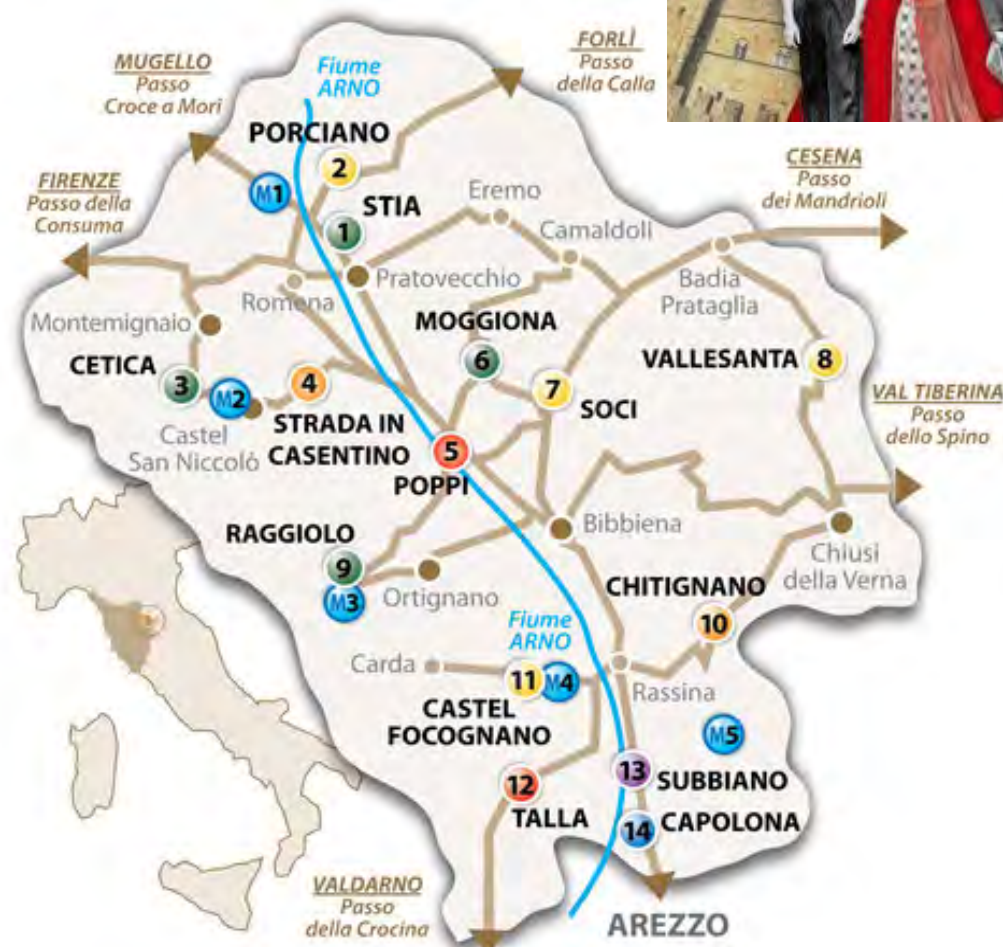 MUGELLO
Passo
Croce a Mori
Fiume
ARNO
FORLÌ
Passo
della Calla
PORCIANO
2
CESENA
Passo
dei Mandrioli
FIRENZE
Passo della
Consuma
M1
STIA
1
Eremo
Camaldoli
Pratovecchio
Romena
Badia
Prataglia
Montemignaio
MOGGIONA
6
VALLESANTA
8
CETICA
3
M2
4
7
SOCI
VAL TIBERINA
Passo
dello Spino
Castel
San Niccoló
STRADA IN
CASENTINO
5
POPPI
RAGGIOLO
9
M3
Ortignano
Bibbiena
Chiusi
della Verna
CHITIGNANO
10
Fiume
ARNO
Carda
11
M4
Rassina
CASTEL
FOCOGNANO
M5
12
TALLA
13
SUBBIANO
14
CAPOLONA
VALDARNO
Passo
della Crocina
AREZZO